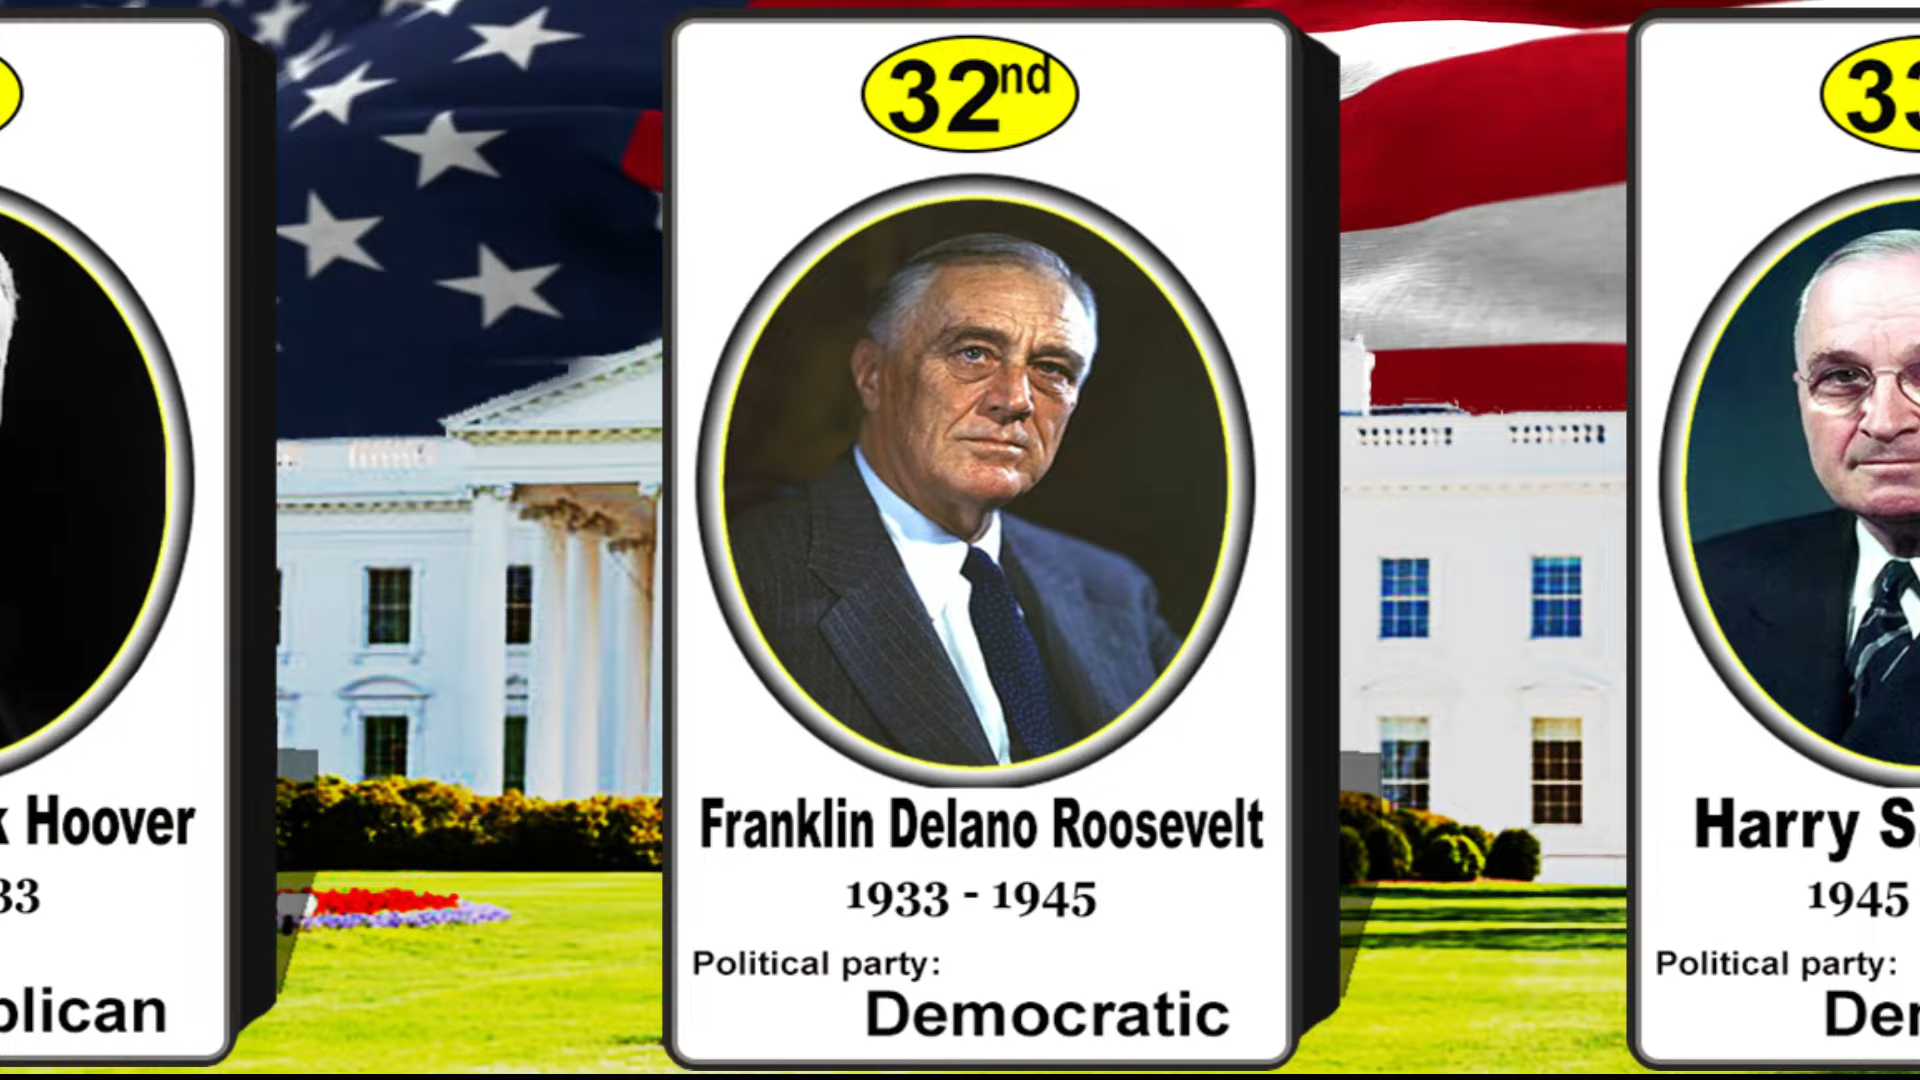 32nd
33
k Hoover
Franklin Delano Roosevelt
Harry S.
33
1933 - 1945
1945
Political party:
Political party:
blican
Democratic
Der